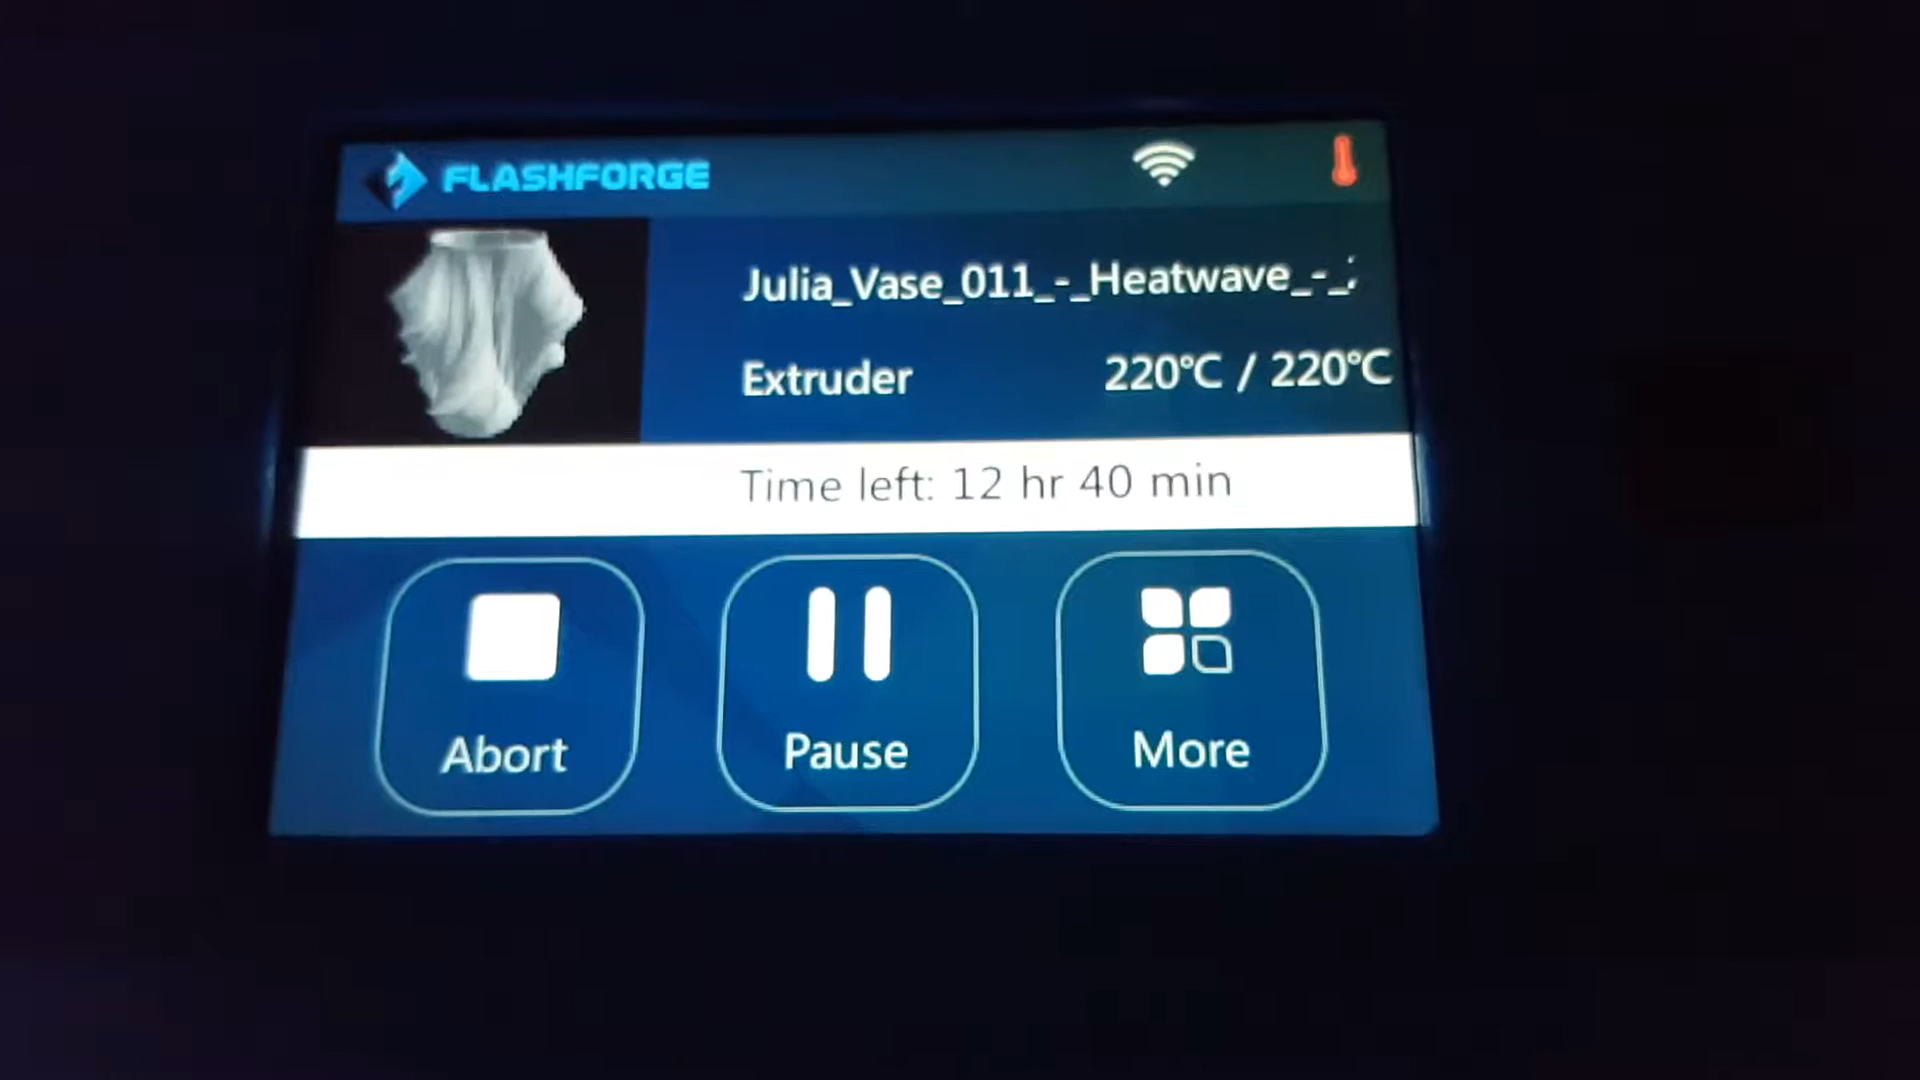 FLASHFORGE
Julia_Vase_011_-_Heatwave_-_
Extruder 220℃ / 220℃
Time left: 12 hr 40 min
Abort Pause More